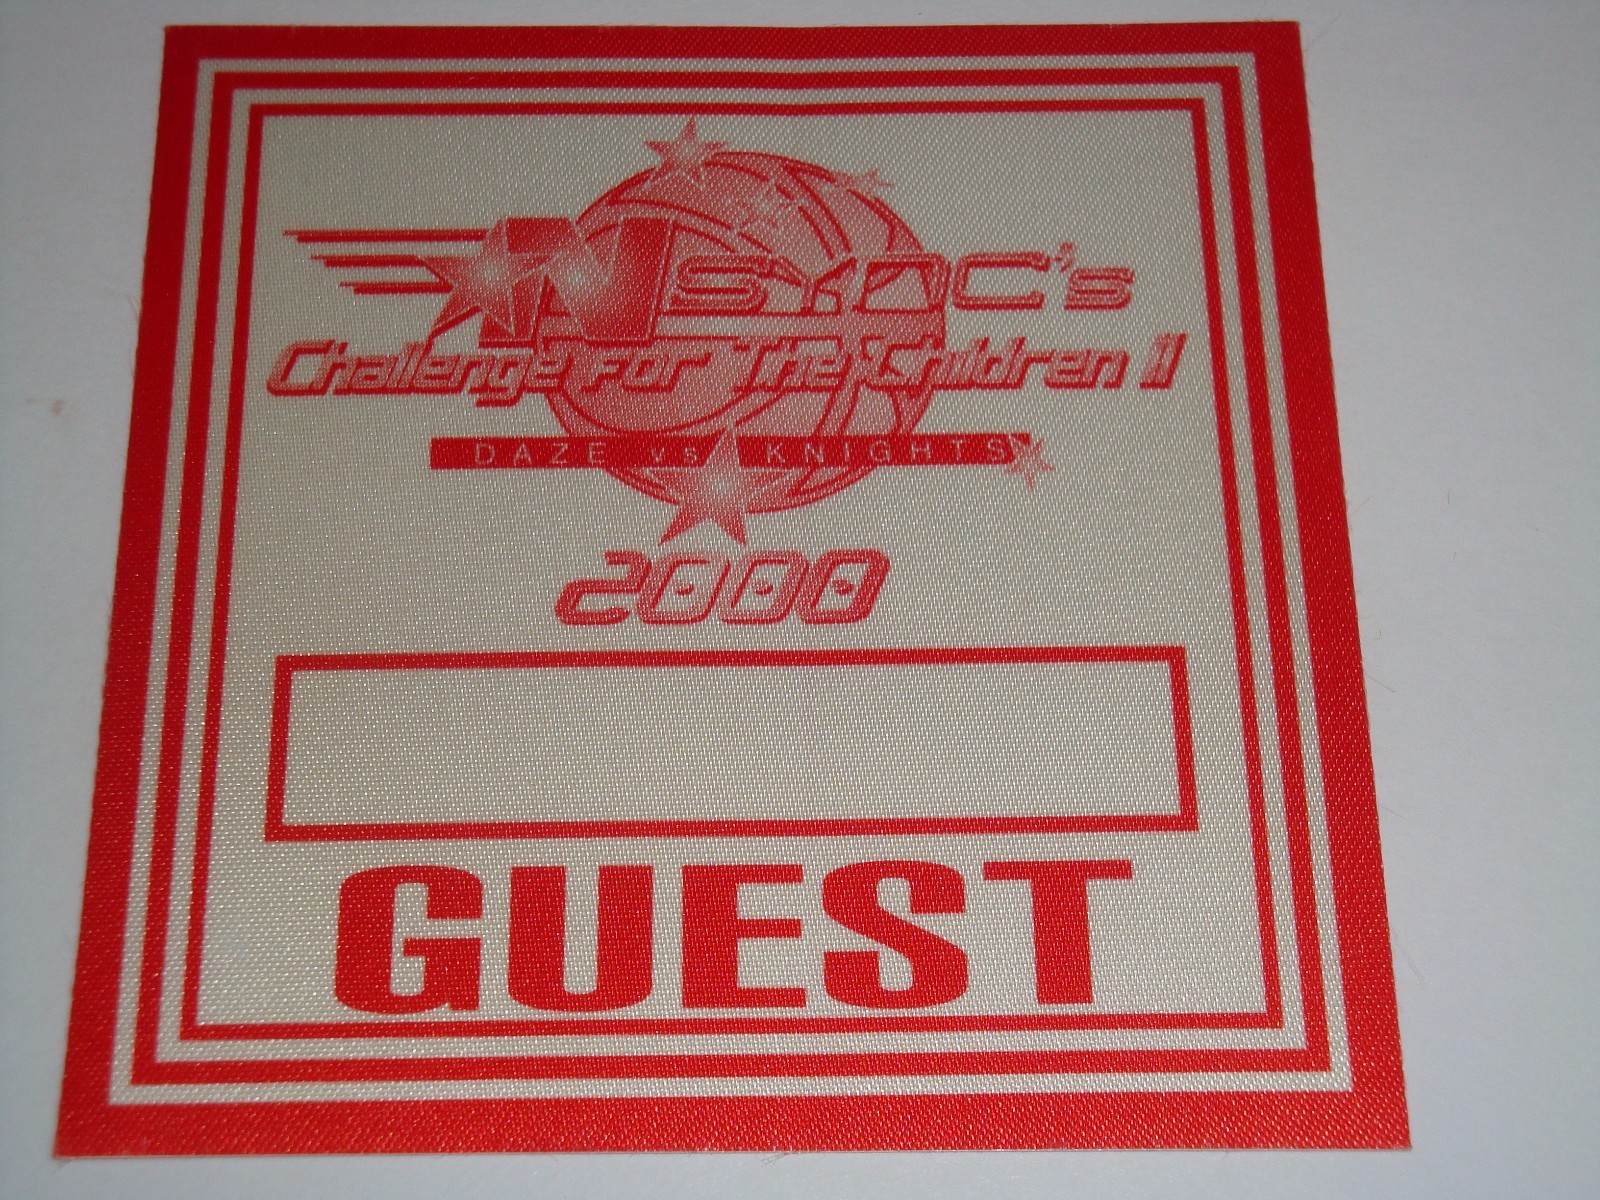 NSYNC's
Challenge For The Children II
DAZE vs KNIGHTS
2000
GUEST